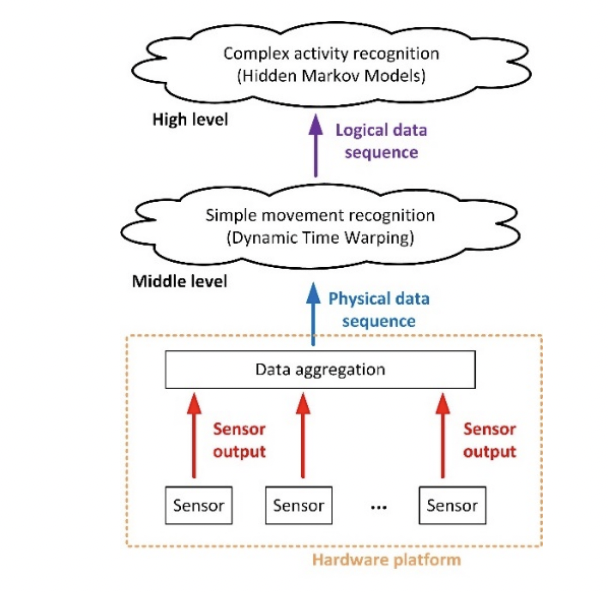 Complex activity recognition
(Hidden Markov Models)
High level
Logical data
sequence
Simple movement recognition
(Dynamic Time Warping)
Middle level
Physical data
sequence
Data aggregation
Sensor
output
Sensor
output
Sensor
Sensor
...
Sensor
Hardware platform